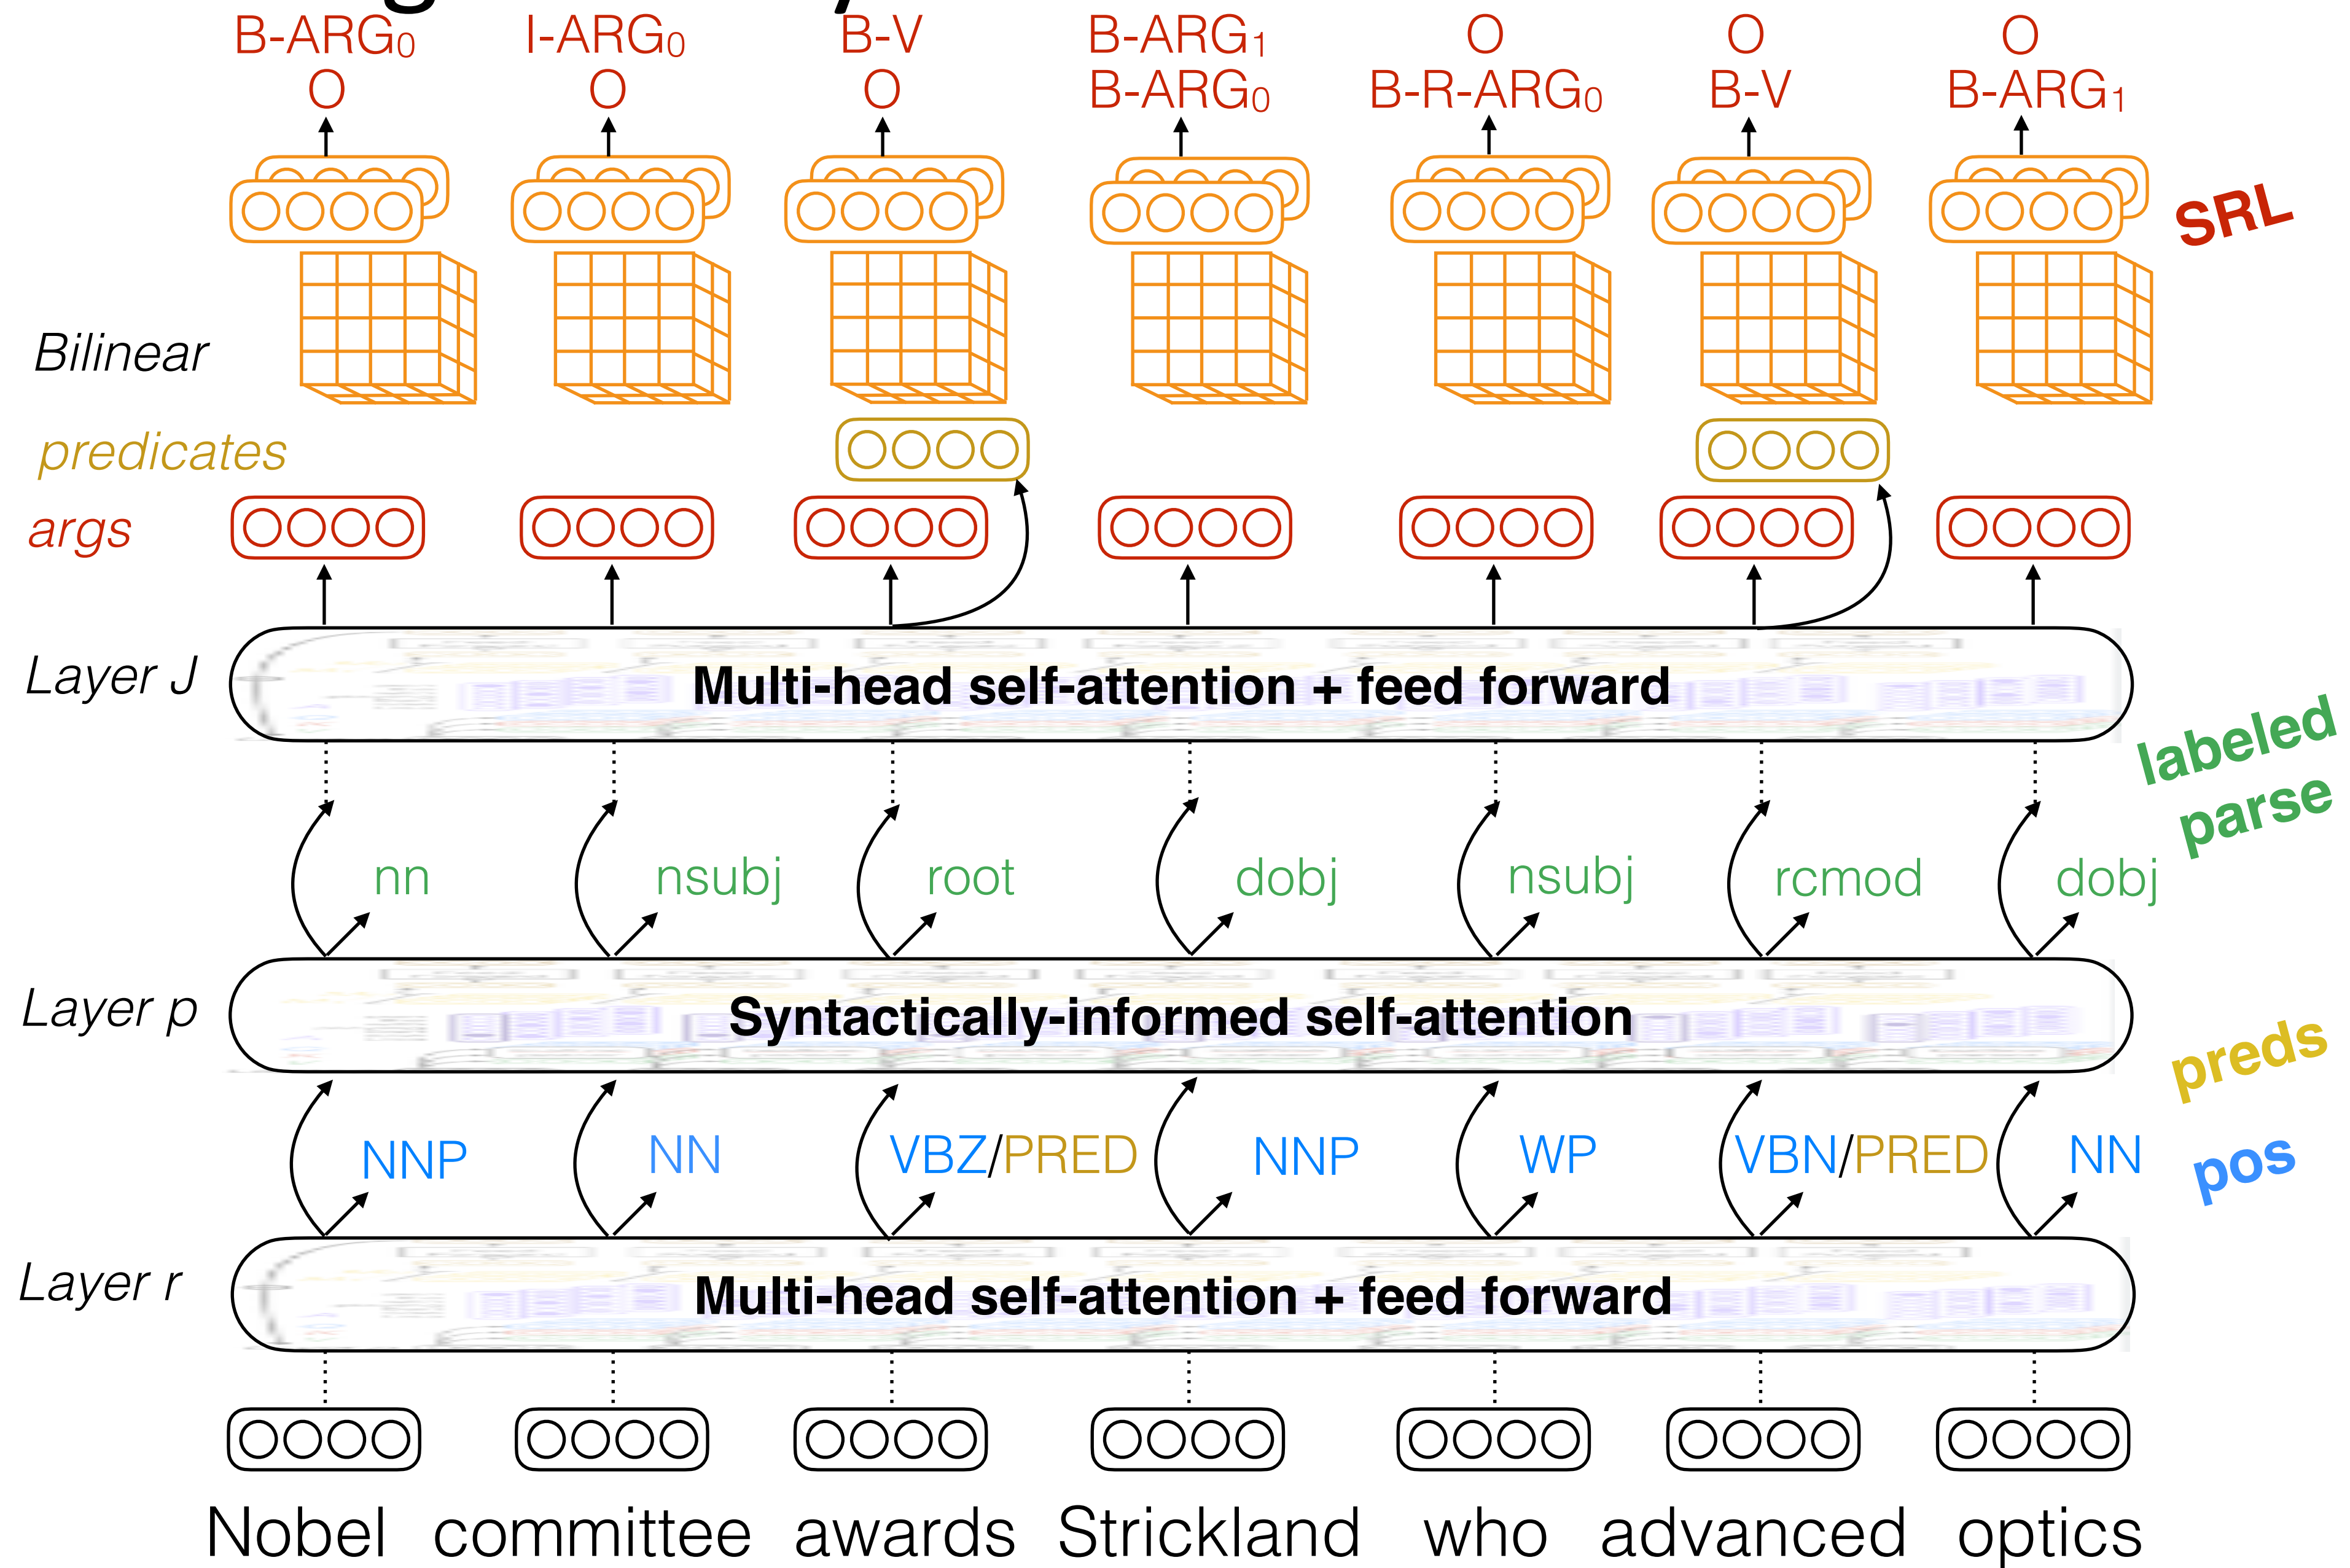 B-ARG0 I-ARG0 B-V B-ARG1 O O O
O O O B-ARG0 B-R-ARG0 B-V B-ARG1
SRL
Bilinear
predicates
args
Layer J Multi-head self-attention + feed forward
labeled
parse
nn nsubj root dobj nsubj rcmod dobj
Layer p Syntactically-informed self-attention
preds
NNP NN VBZ/PRED NNP WP VBN/PRED NN
pos
Layer r Multi-head self-attention + feed forward
Nobel committee awards Strickland who advanced optics